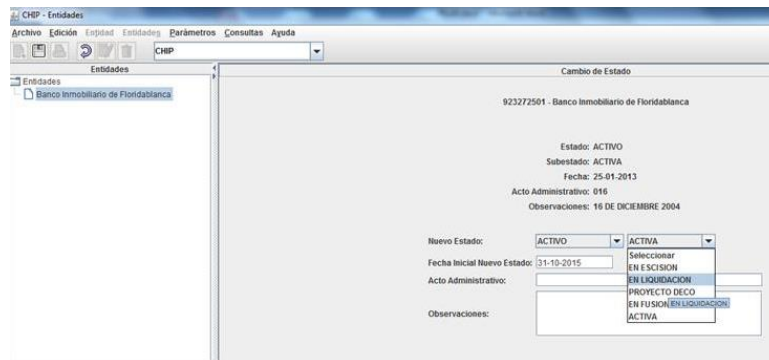 CHIP - Entidades
Archivo Edición Entidad Entidades Parámetros Consultas Ayuda
CHIP
Entidades
Entidades
Banco Inmobiliario de Floridablanca
Cambio de Estado
923272501 - Banco Inmobiliario de Floridablanca
Estado: ACTIVO
Subestado: ACTIVA
Fecha: 25-01-2013
Acto Administrativo: 016
Observaciones: 16 DE DICIEMBRE 2004
Nuevo Estado: ACTIVO ACTIVA
Seleccionar
Fecha Inicial Nuevo Estado: 31-10-2015
EN ESCISION
Acto Administrativo:
EN LIQUIDACION
PROYECTO DECO
EN FUSION EN LIQUIDACION
Observaciones:
ACTIVA